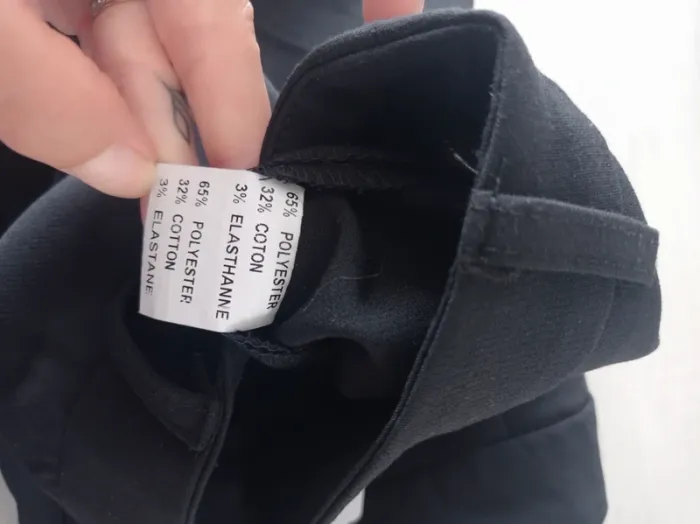 65% POLYESTER
32% COTON
3% ELASTHANNE
65% POLYESTER
32% COTTON
3% ELASTANE